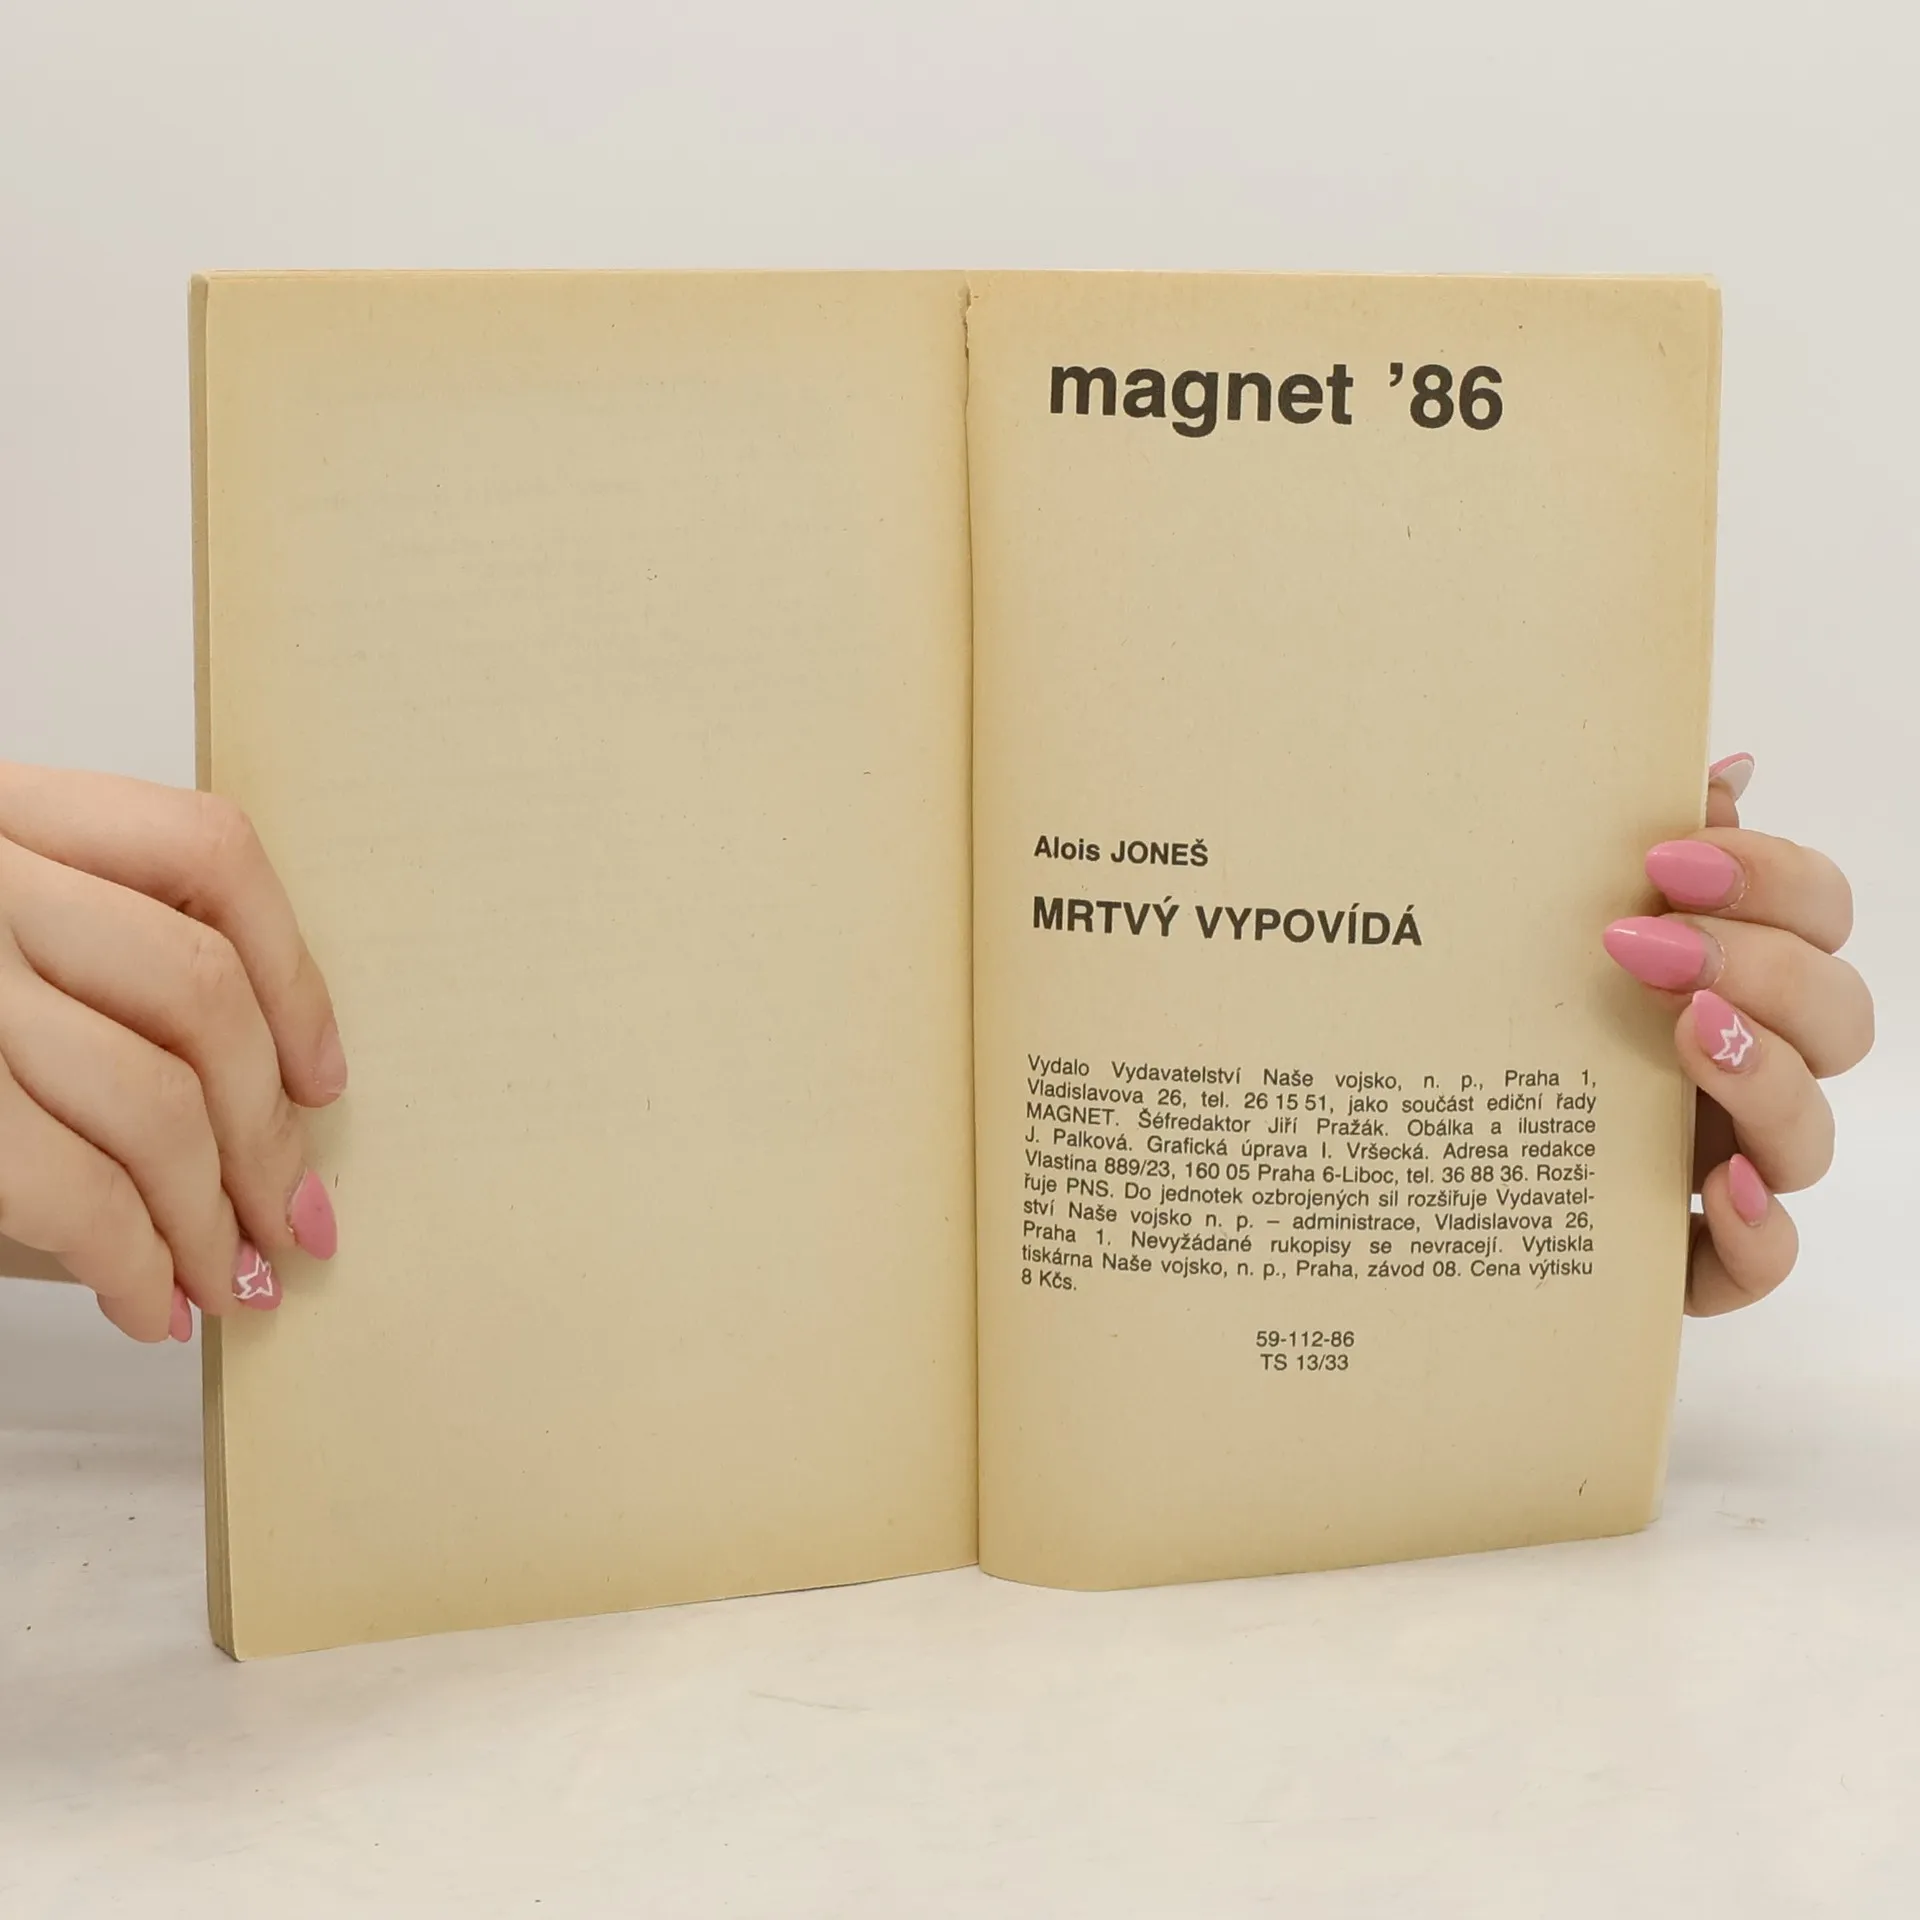 magnet ’86
Alois JONEŠ
MRTVÝ VYPOVÍDÁ
Vydalo Vydavatelství Naše vojsko, n. p., Praha 1,
Vladislavova 26, tel. 26 15 51, jako součást ediční řady
MAGNET. Šéfredaktor Jiří Pražák. Obálka a ilustrace
J. Palková. Grafická úprava I. Vršecká. Adresa redakce
Vlastina 889/23, 160 05 Praha 6-Liboc, tel. 36 88 36. Rozši-
řuje PNS. Do jednotek ozbrojených sil rozšiřuje Vydavatel-
ství Naše vojsko n. p. – administrace, Vladislavova 26,
Praha 1. Nevyžádané rukopisy se nevracejí. Vytiskla
tiskárna Naše vojsko, n. p., Praha, závod 08. Cena výtisku
8 Kčs.
59-112-86
TS 13/33